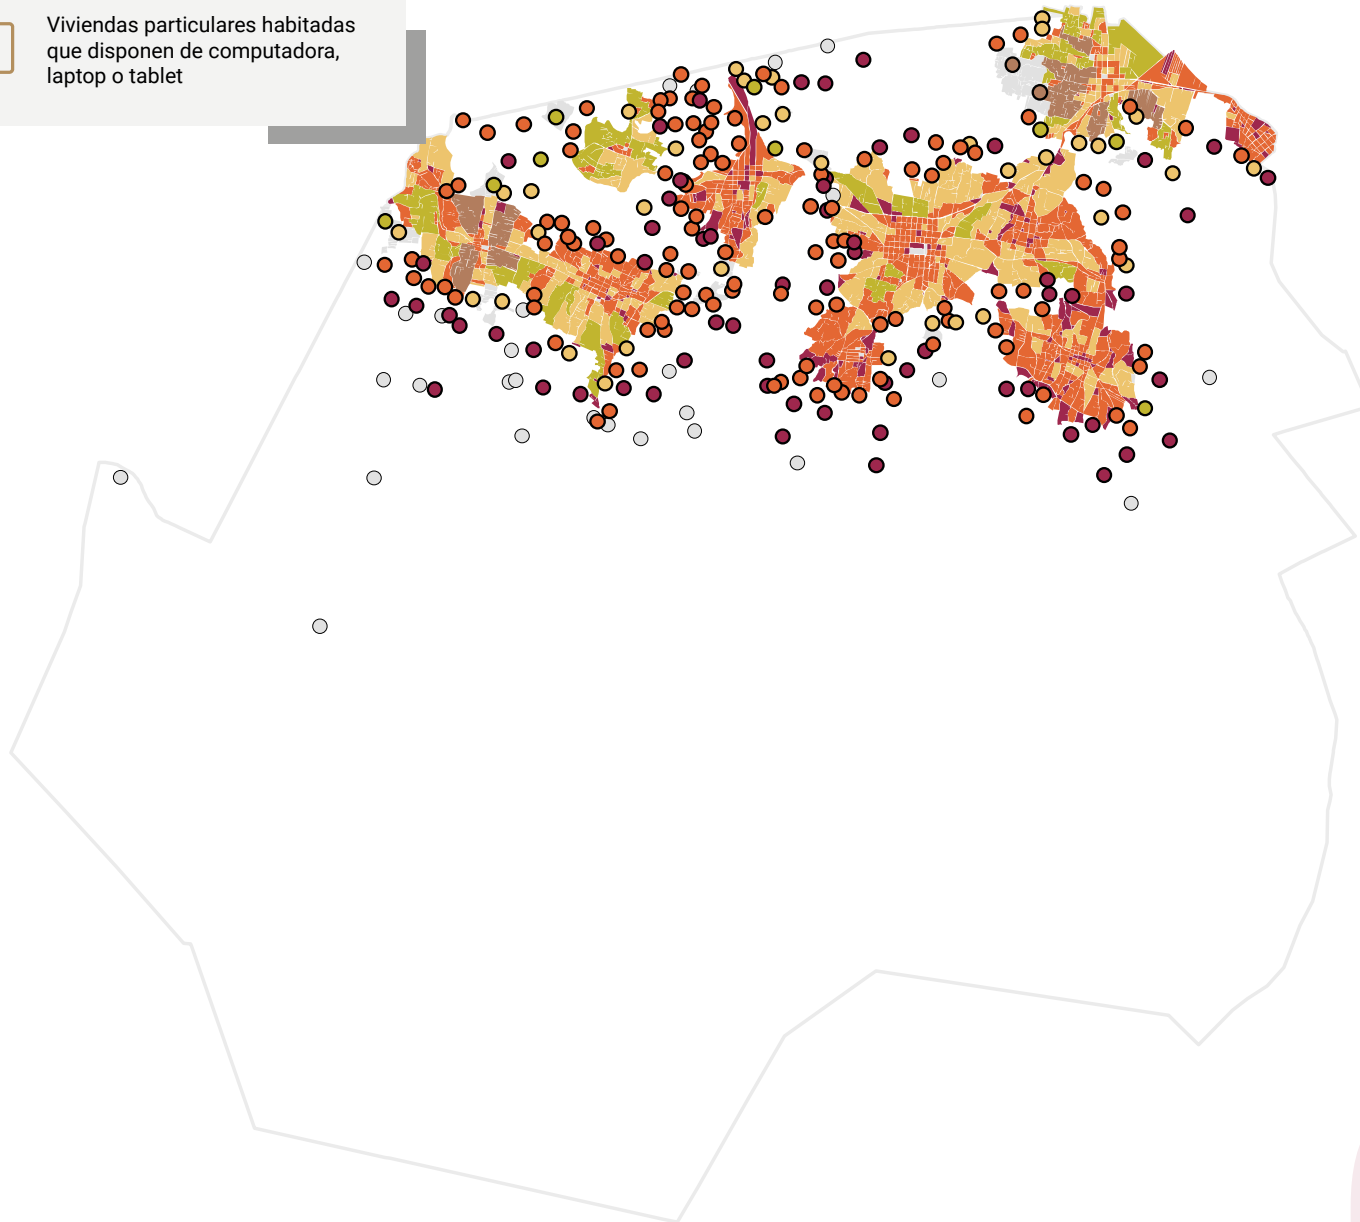 Viviendas particulares habitadas
que disponen de computadora,
laptop o tablet